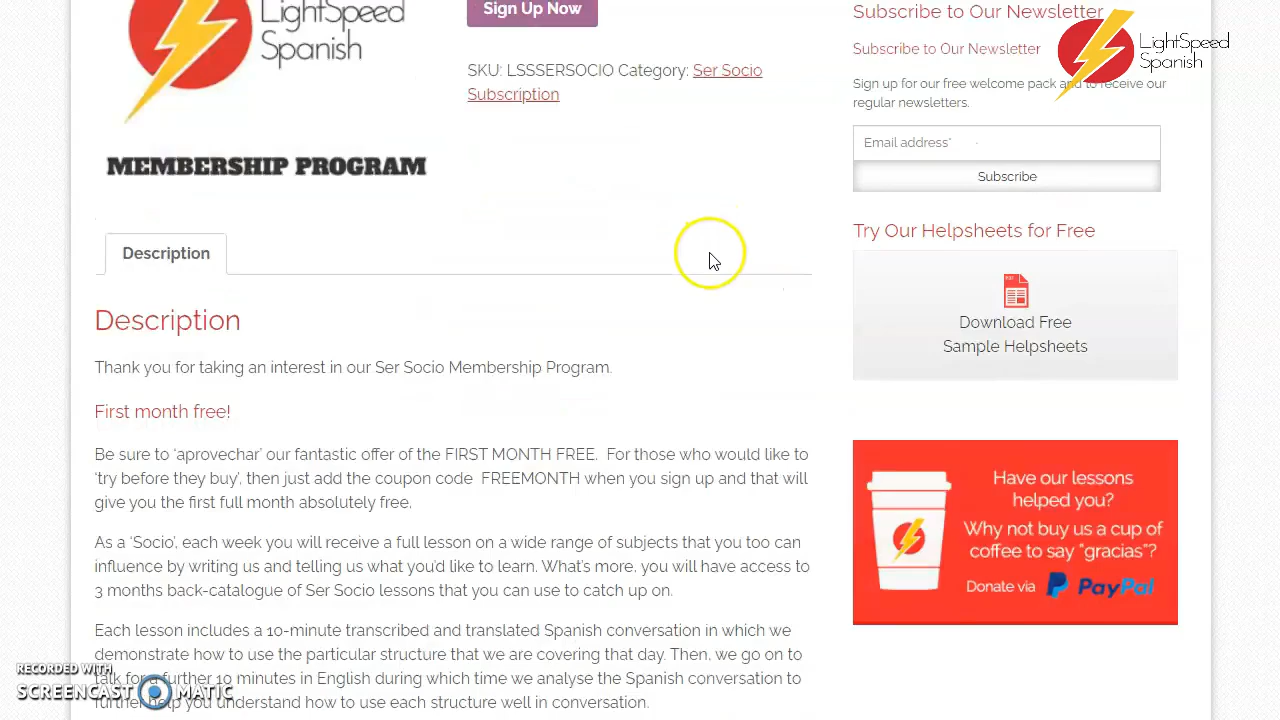 LightSpeed
Spanish
MEMBERSHIP PROGRAM
Sign Up Now
SKU: LSSSERSOCIO Category: Ser Socio
Subscription
Description
Description
Thank you for taking an interest in our Ser Socio Membership Program.
First month free!
Be sure to ‘aprovechar’ our fantastic offer of the FIRST MONTH FREE. For those who would like to
‘try before they buy’, then just add the coupon code FREEMONTH when you sign up and that will
give you the first full month absolutely free.
As a ‘Socio’, each week you will receive a full lesson on a wide range of subjects that you too can
influence by writing us and telling us what you’d like to learn. What’s more, you will have access to
3 months back-catalogue of Ser Socio lessons that you can use to catch up on.
Each lesson includes a 10-minute transcribed and translated Spanish conversation in which we
demonstrate how to use the particular structure that we are covering that day. Then, we go on to
talk for a further 10 minutes in English during which time we analyse the Spanish conversation to
further help you understand how to use each structure well in conversation.
Subscribe to Our Newsletter
Subscribe to Our Newsletter
Sign up for our free welcome pack and to receive our
regular newsletters.
Email address*
Subscribe
Try Our Helpsheets for Free
PDF
Download Free
Sample Helpsheets
Have our lessons
helped you?
Why not buy us a cup of
coffee to say "gracias"?
Donate via PayPal
LightSpeed
Spanish
RECORDED WITH
SCREENCAST MATIC